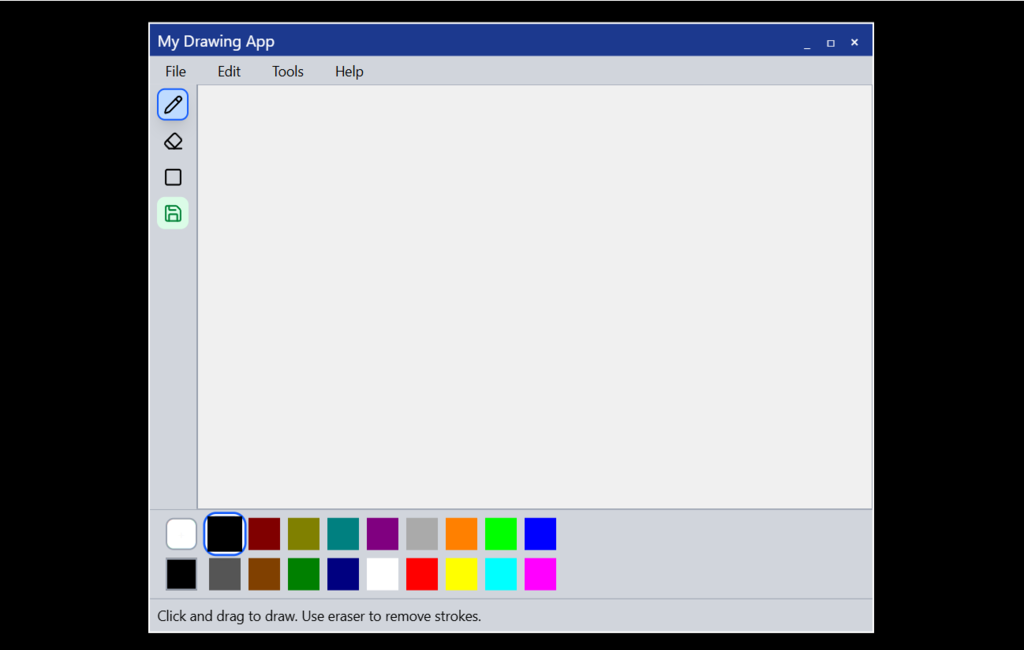 My Drawing App
File Edit Tools Help
Click and drag to draw. Use eraser to remove strokes.